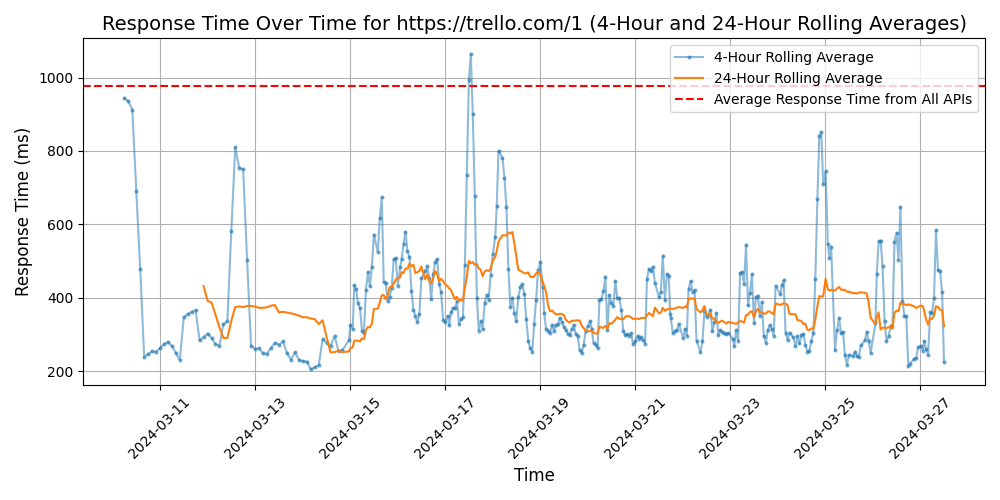 Response Time Over Time for https://trello.com/1 (4-Hour and 24-Hour Rolling Averages)
4-Hour Rolling Average
24-Hour Rolling Average
Average Response Time from All APIs
Response Time (ms)
1000
800
600
400
200
2024-03-11
2024-03-13
2024-03-15
2024-03-17
2024-03-19
2024-03-21
2024-03-23
2024-03-25
2024-03-27
Time